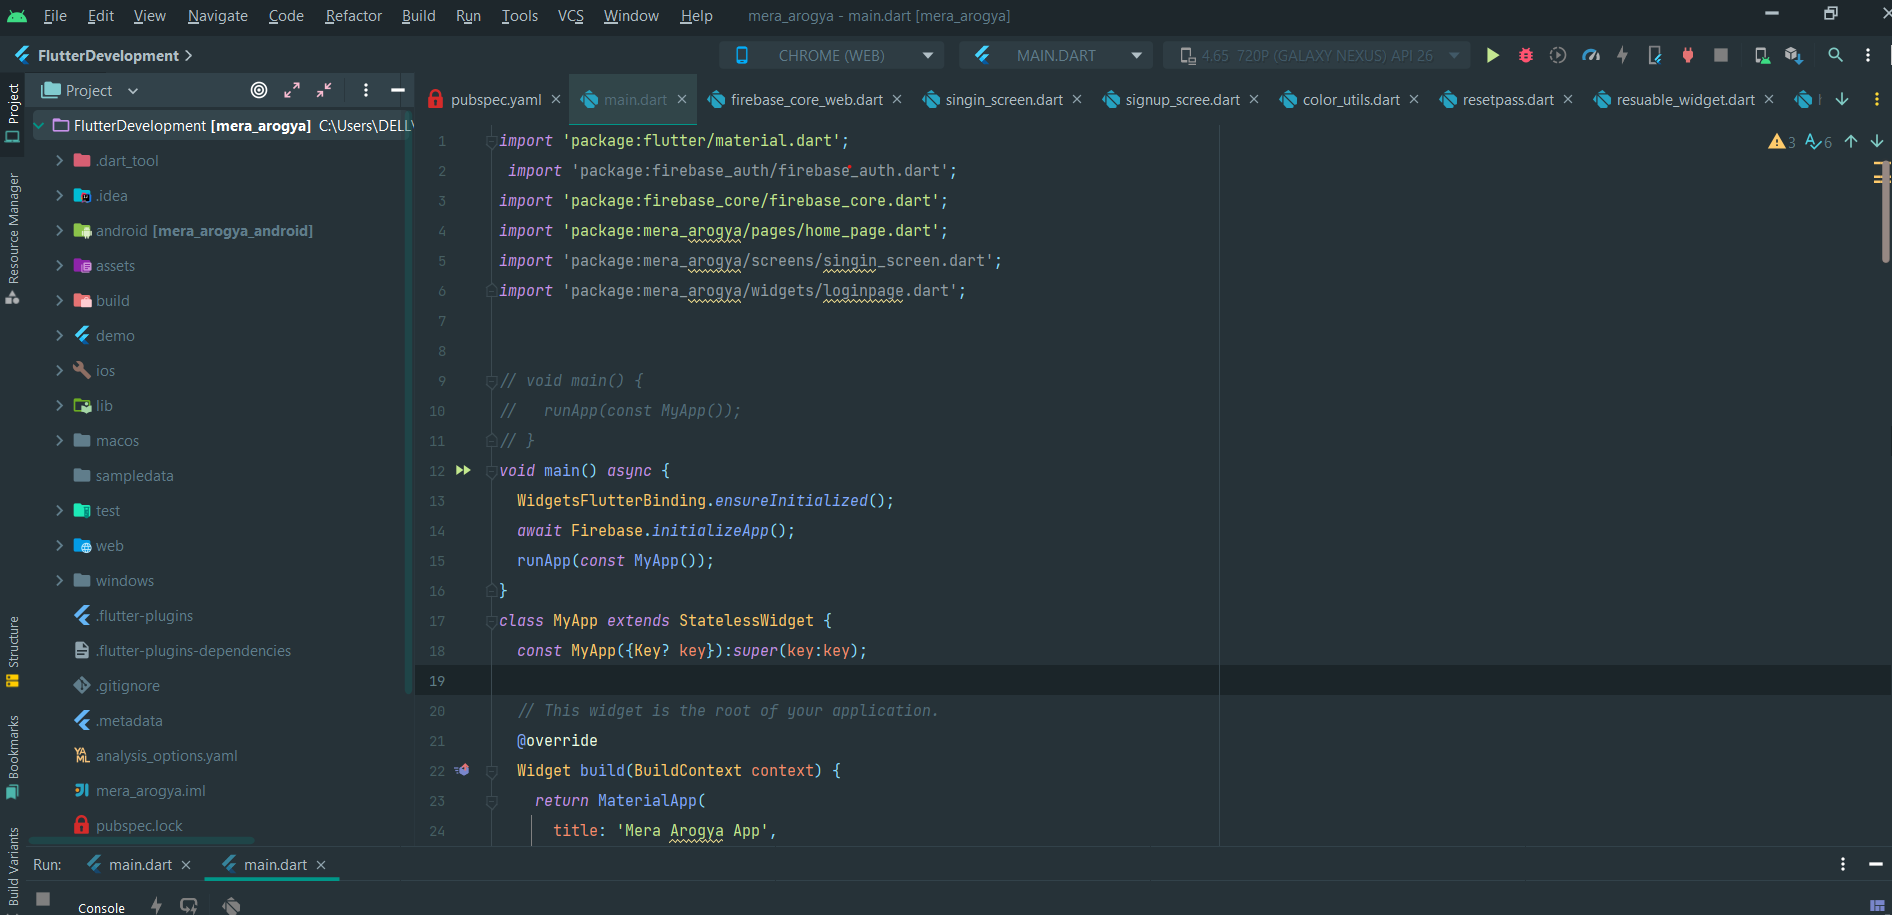 File Edit View Navigate Code Refactor Build Run Tools VCS Window Help mera_arogya - main.dart [mera_arogya]
FlutterDevelopment
CHROME (WEB) MAIN.DART 4.65 720P (GALAXY NEXUS) API 26
Project
pubspec.yaml main.dart firebase_core_web.dart singin_screen.dart signup_scree.dart color_utils.dart resetpass.dart resuable_widget.dart
Project
Resource Manager
Structure
Bookmarks
Build Variants
FlutterDevelopment [mera_arogya] C:\Users\DELL\
.dart_tool
.idea
android [mera_arogya_android]
assets
build
demo
ios
lib
macos
sampledata
test
web
windows
.flutter-plugins
.flutter-plugins-dependencies
.gitignore
.metadata
analysis_options.yaml
mera_arogya.iml
pubspec.lock
3 6
1 import 'package:flutter/material.dart';
2 import 'package:firebase_auth/firebase_auth.dart';
3 import 'package:firebase_core/firebase_core.dart';
4 import 'package:mera_arogya/pages/home_page.dart';
5 import 'package:mera_arogya/screens/singin_screen.dart';
6 import 'package:mera_arogya/widgets/loginpage.dart';
7
8
9 // void main() {
10 //   runApp(const MyApp());
11 // }
12 void main() async {
13   WidgetsFlutterBinding.ensureInitialized();
14   await Firebase.initializeApp();
15   runApp(const MyApp());
16 }
17 class MyApp extends StatelessWidget {
18   const MyApp({Key? key}):super(key:key);
19
20   // This widget is the root of your application.
21   @override
22   Widget build(BuildContext context) {
23     return MaterialApp(
24       title: 'Mera Arogya App',
Run: main.dart main.dart
Console